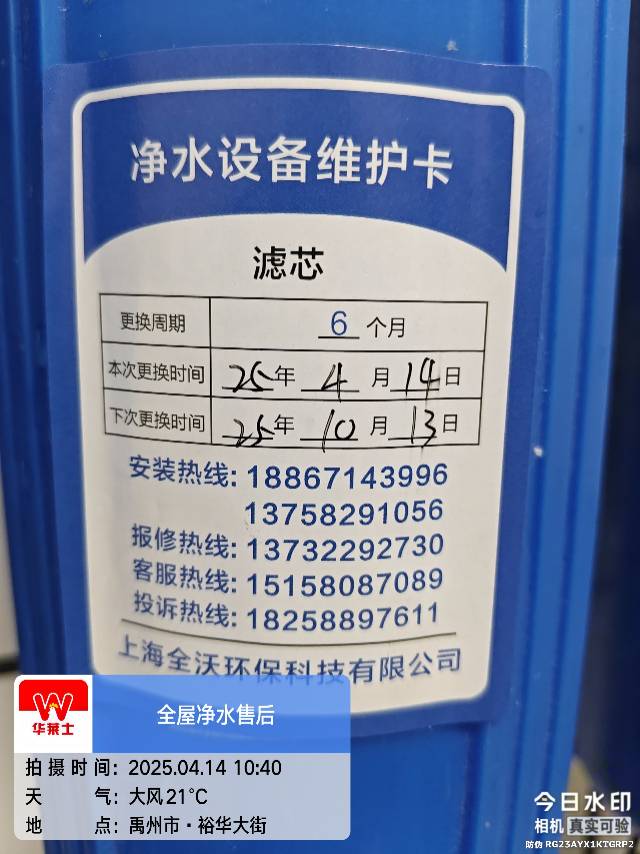 净水设备维护卡
滤芯
更换周期 6 个月
本次更换时间 25年 4月 14日
下次更换时间 25年 10月 13日
安装热线: 18867143996
13758291056
报修热线: 13732292730
客服热线: 15158087089
投诉热线: 18258897611
上海全沃环保科技有限公司
华莱士
全屋净水售后
拍摄时间: 2025.04.14 10:40
天气: 大风21℃
地点: 禹州市·裕华大街
今日水印
相机 真实可验
防伪 RG23AYX1KTGRP2